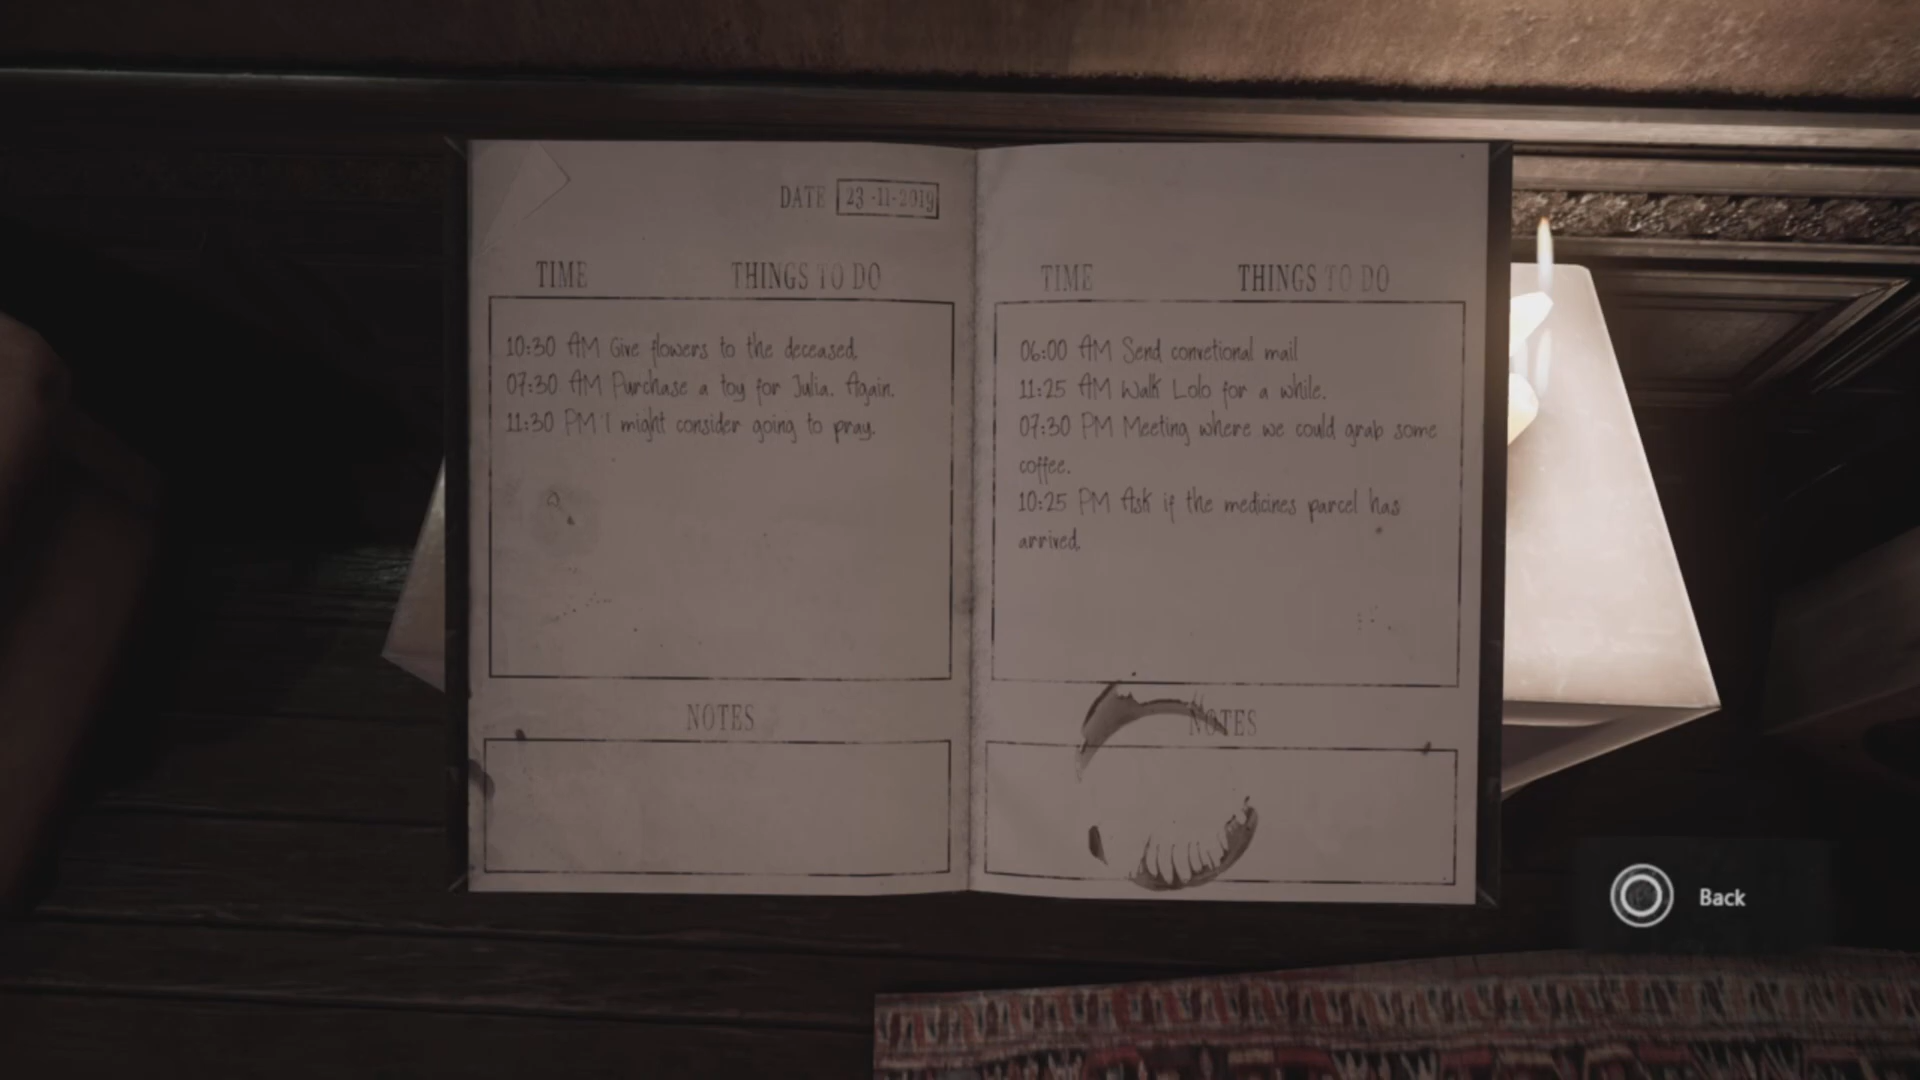 DATE 23-11-2019
TIME THINGS TO DO
10:30 AM Give flowers to the deceased.
07:30 AM Purchase a toy for Julia. Again.
11:30 PM I might consider going to pray.
NOTES
TIME THINGS TO DO
06:00 AM Send convetional mail
11:25 AM Walk Lolo for a while.
07:30 PM Meeting where we could grab some
coffee.
10:25 PM Ask if the medicines parcel has
arrived.
NOTES
Back